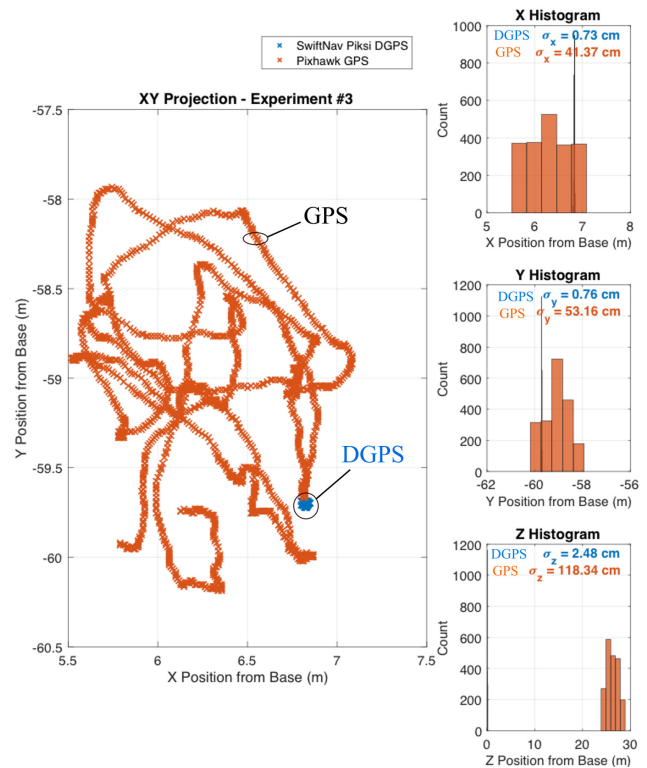 SwiftNav Piksi DGPS
Pixhawk GPS
XY Projection - Experiment #3
-57.5
-58
-58.5
-59
-59.5
-60
-60.5
5.5
6
6.5
7
7.5
X Position from Base (m)
Y Position from Base (m)
GPS
DGPS
X Histogram
DGPS σx = 0.73 cm
GPS σx = 41.37 cm
1000
800
600
400
200
0
Count
5
6
7
8
X Position from Base (m)
Y Histogram
DGPS σy = 0.76 cm
GPS σy = 53.16 cm
1200
1000
800
600
400
200
0
Count
-62
-60
-58
-56
Y Position from Base (m)
Z Histogram
DGPS σz = 2.48 cm
GPS σz = 118.34 cm
1200
1000
800
600
400
200
0
Count
0
10
20
30
Z Position from Base (m)